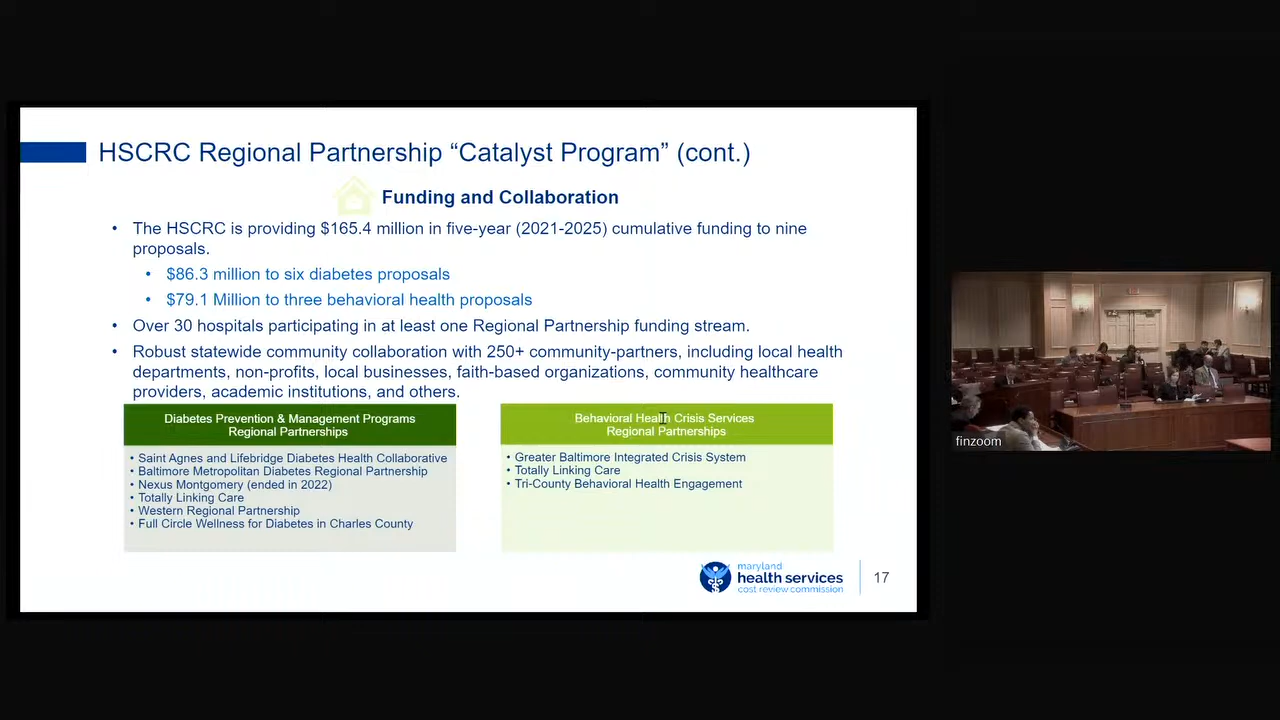 HSCRC Regional Partnership “Catalyst Program” (cont.)
Funding and Collaboration
• The HSCRC is providing $165.4 million in five-year (2021-2025) cumulative funding to nine
proposals.
• $86.3 million to six diabetes proposals
• $79.1 Million to three behavioral health proposals
• Over 30 hospitals participating in at least one Regional Partnership funding stream.
• Robust statewide community collaboration with 250+ community-partners, including local health
departments, non-profits, local businesses, faith-based organizations, community healthcare
providers, academic institutions, and others.
Diabetes Prevention & Management Programs
Regional Partnerships
• Saint Agnes and Lifebridge Diabetes Health Collaborative
• Baltimore Metropolitan Diabetes Regional Partnership
• Nexus Montgomery (ended in 2022)
• Totally Linking Care
• Western Regional Partnership
• Full Circle Wellness for Diabetes in Charles County
Behavioral Health Crisis Services
Regional Partnerships
• Greater Baltimore Integrated Crisis System
• Totally Linking Care
• Tri-County Behavioral Health Engagement
maryland
health services
cost review commission
17
finzoom